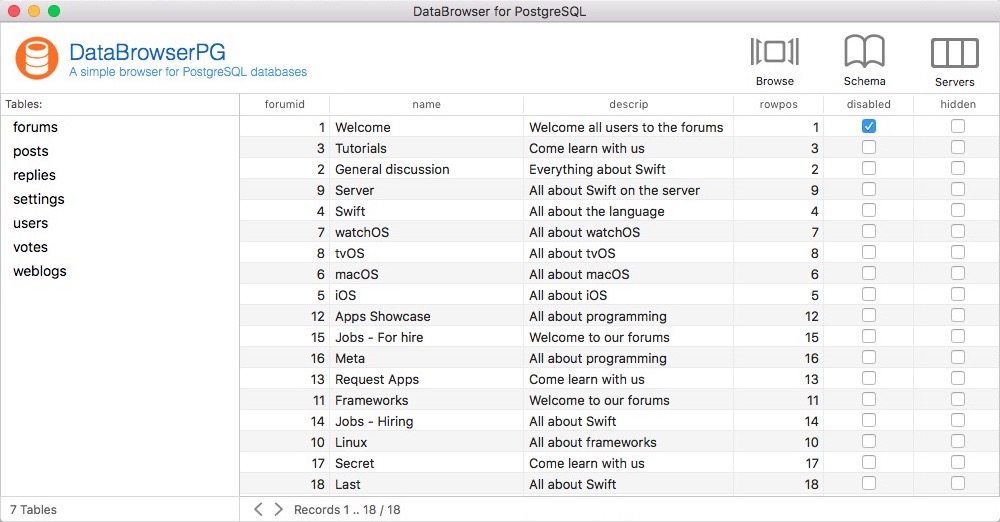 DataBrowser for PostgreSQL
DataBrowserPG
A simple browser for PostgreSQL databases
Browse Schema Servers
Tables:
forums
posts
replies
settings
users
votes
weblogs
7 Tables
forumid name descrip rowpos disabled hidden
1 Welcome Welcome all users to the forums 1
3 Tutorials Come learn with us 3
2 General discussion Everything about Swift 2
9 Server All about Swift on the server 9
4 Swift All about the language 4
7 watchOS All about watchOS 7
8 tvOS All about tvOS 8
6 macOS All about macOS 6
5 iOS All about iOS 5
12 Apps Showcase All about programming 12
15 Jobs - For hire Welcome to our forums 15
16 Meta All about programming 16
13 Request Apps Come learn with us 13
11 Frameworks Welcome to our forums 11
14 Jobs - Hiring All about Swift 14
10 Linux All about frameworks 10
17 Secret Come learn with us 17
18 Last All about Swift 18
Records 1 .. 18 / 18